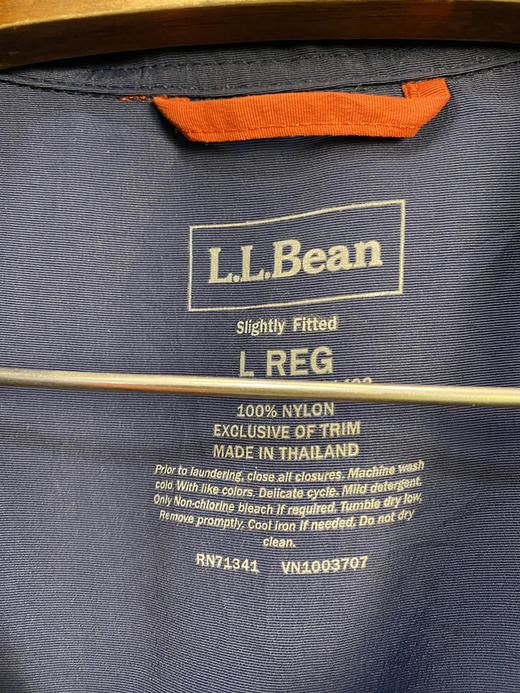 L.L.Bean
Slightly Fitted
L REG
100% NYLON
EXCLUSIVE OF TRIM
MADE IN THAILAND
Prior to laundering, close all closures. Machine wash
cold. With like colors. Delicate cycle. Mild detergent.
Only Non-chlorine bleach if required. Tumble dry low.
Remove promptly. Cool iron if needed. Do not dry
clean.
RN71341 VN1003707